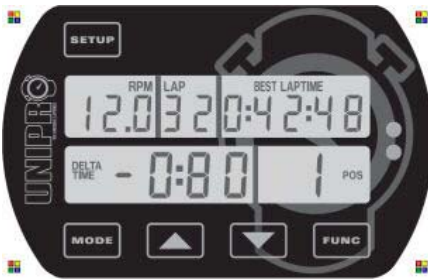 SETUP
UNIPRO
RPM LAP BEST LAPTIME
12.0 32 0:42:48
DELTA TIME - 0:80 1 POS
MODE FUNC